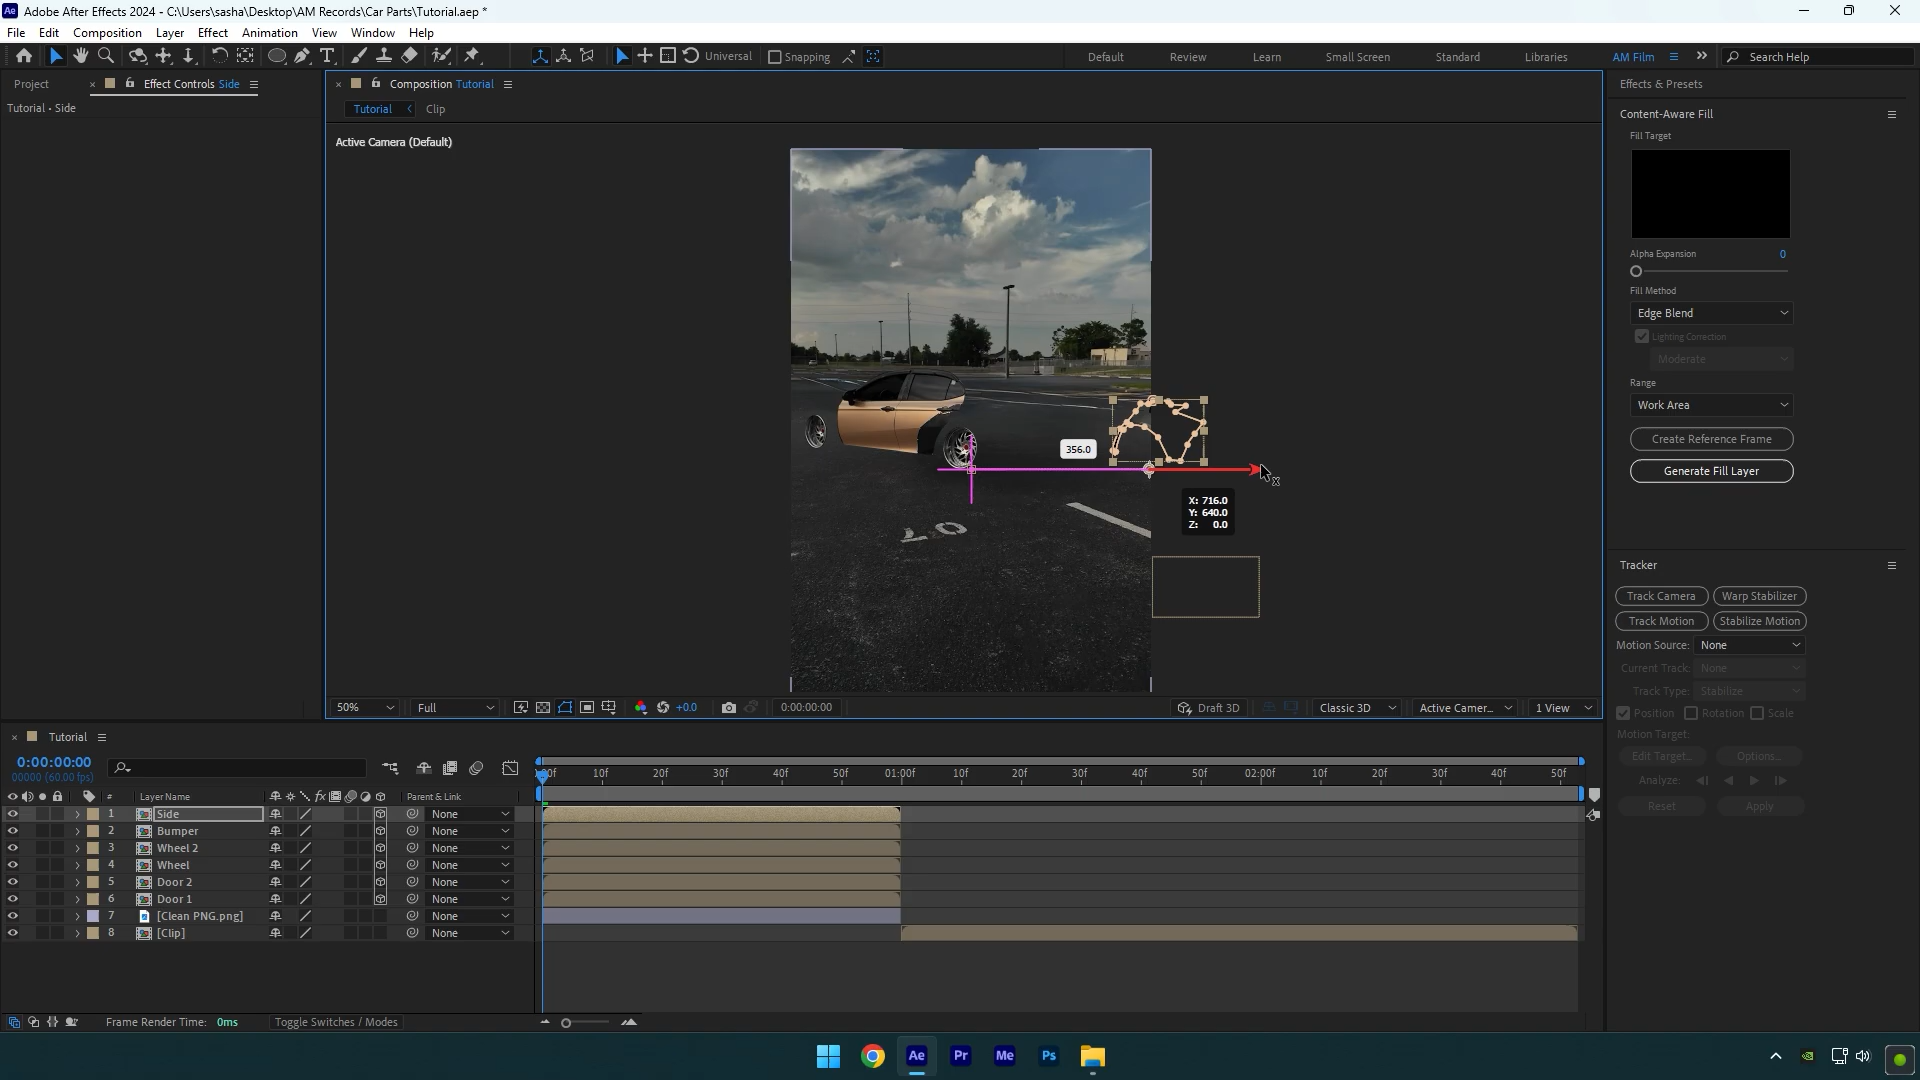 Adobe After Effects 2024 - C:\Users\sasha\Desktop\AM Records\Car Parts\Tutorial.aep *
File Edit Composition Layer Effect Animation View Window Help
Universal Snapping Default Review Learn Small Screen Standard Libraries AM Film Search Help
Project Effect Controls Side
Tutorial • Side
Composition Tutorial
Tutorial Clip
Active Camera (Default)
356.0
X: 716.0
Y: 640.0
Z: 0.0
50% Full +0.0 0:00:00:00 Draft 3D Classic 3D Active Camer... 1 View
Effects & Presets
Content-Aware Fill
Fill Target
Alpha Expansion 0
Fill Method
Edge Blend
Lighting Correction
Moderate
Range
Work Area
Create Reference Frame
Generate Fill Layer
Tracker
Track Camera Warp Stabilizer
Track Motion Stabilize Motion
Motion Source: None
Current Track: None
Track Type: Stabilize
Position Rotation Scale
Motion Target:
Edit Target... Options...
Analyze:
Reset Apply
Tutorial
0:00:00:00
00000 (60.00 fps)
:00f 10f 20f 30f 40f 50f 01:00f 10f 20f 30f 40f 50f 02:00f 10f 20f 30f 40f 50f
# Layer Name fx Parent & Link
1 Side None
2 Bumper None
3 Wheel 2 None
4 Wheel None
5 Door 2 None
6 Door 1 None
7 [Clean PNG.png] None
8 [Clip] None
Frame Render Time: 0ms Toggle Switches / Modes
Ae Pr Me Ps